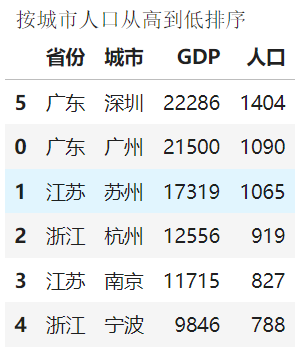 按城市人口从高到低排序
省份 城市 GDP 人口
5 广东 深圳 22286 1404
0 广东 广州 21500 1090
1 江苏 苏州 17319 1065
2 浙江 杭州 12556 919
3 江苏 南京 11715 827
4 浙江 宁波 9846 788